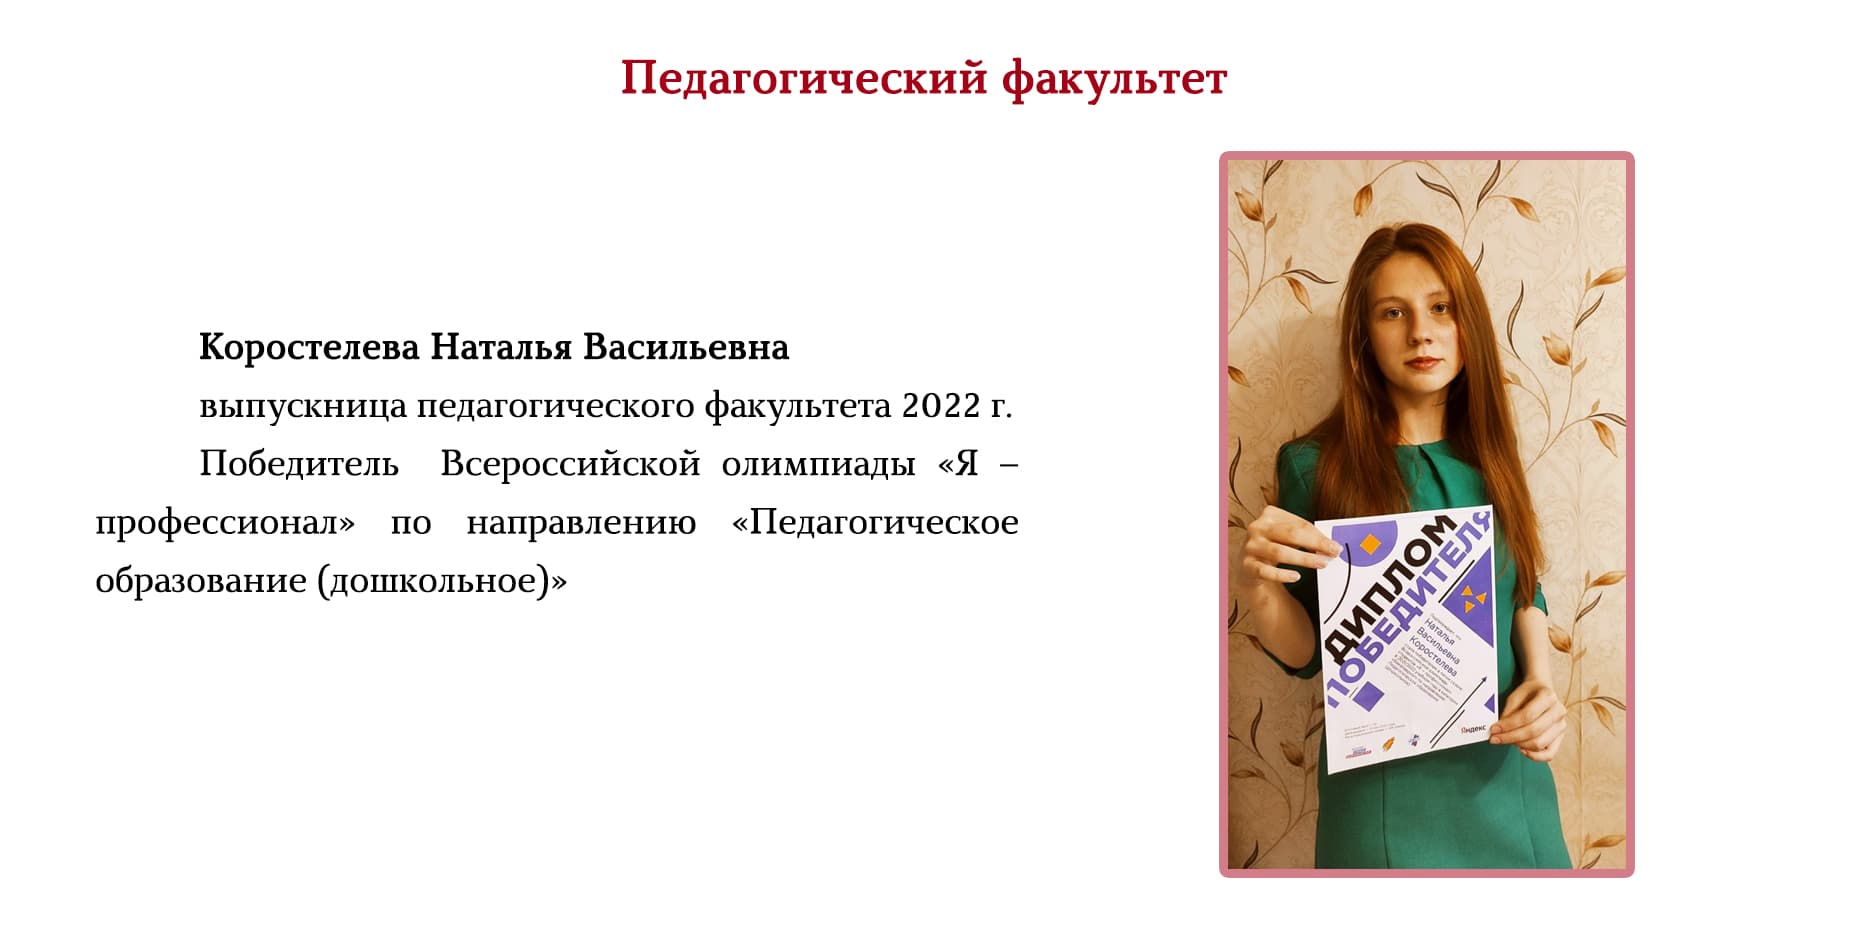 Педагогический факультет
Коростелева Наталья Васильевна
выпускница педагогического факультета 2022 г.
Победитель Всероссийской олимпиады «Я –
профессионал» по направлению «Педагогическое
образование (дошкольное)»
ДИПЛОМ
ПОБЕДИТЕЛЯ
Наталья
Васильевна
Коростелева
Яндекс